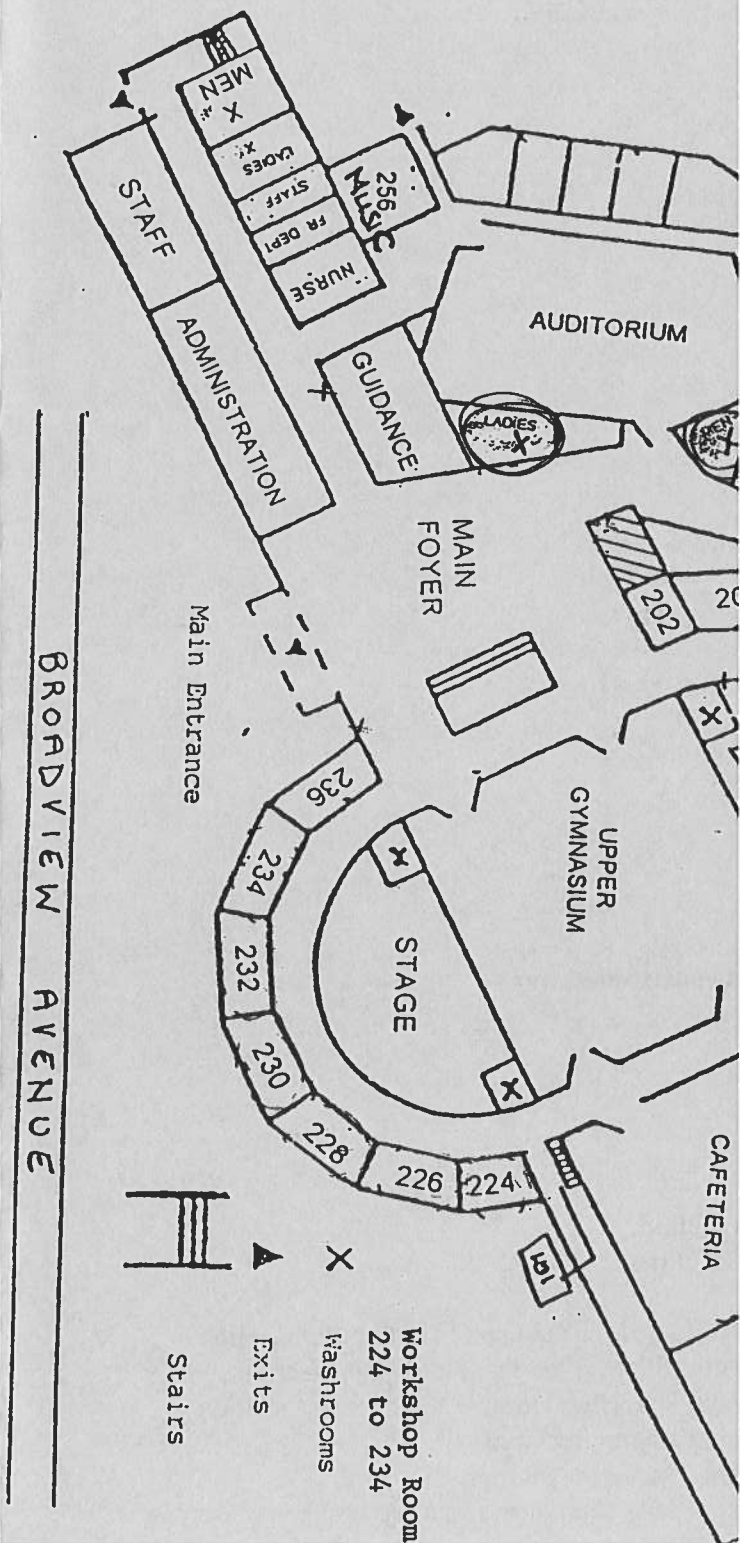 MEN
X
LADIES
X
STAFF
FR DEPT
NURSE
256
MUSIC
STAFF
ADMINISTRATION
GUIDANCE
AUDITORIUM
LADIES
X
X
MAIN
FOYER
202
20
X
UPPER
GYMNASIUM
X
STAGE
X
236
234
232
230
228
226
224
CAFETERIA
Main Entrance
BROADVIEW AVENUE
Workshop Room
224 to 234
X Washrooms
Exits
Stairs